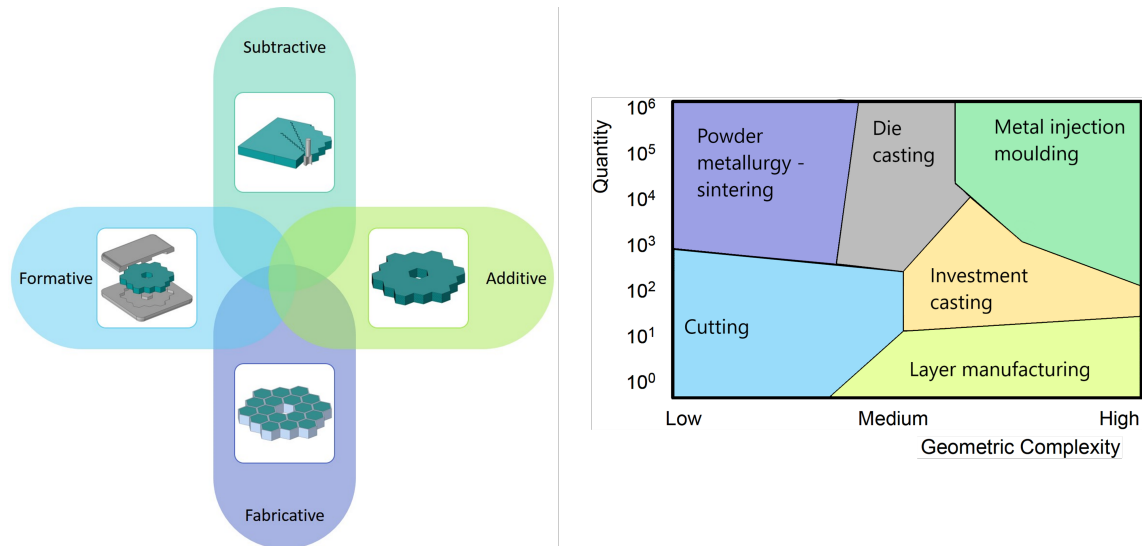 Subtractive
Formative
Additive
Fabricative
Quantity
10⁶
10⁵
10⁴
10³
10²
10¹
10⁰
Powder
metallurgy -
sintering
Die
casting
Metal injection
moulding
Cutting
Investment
casting
Layer manufacturing
Low
Medium
High
Geometric Complexity